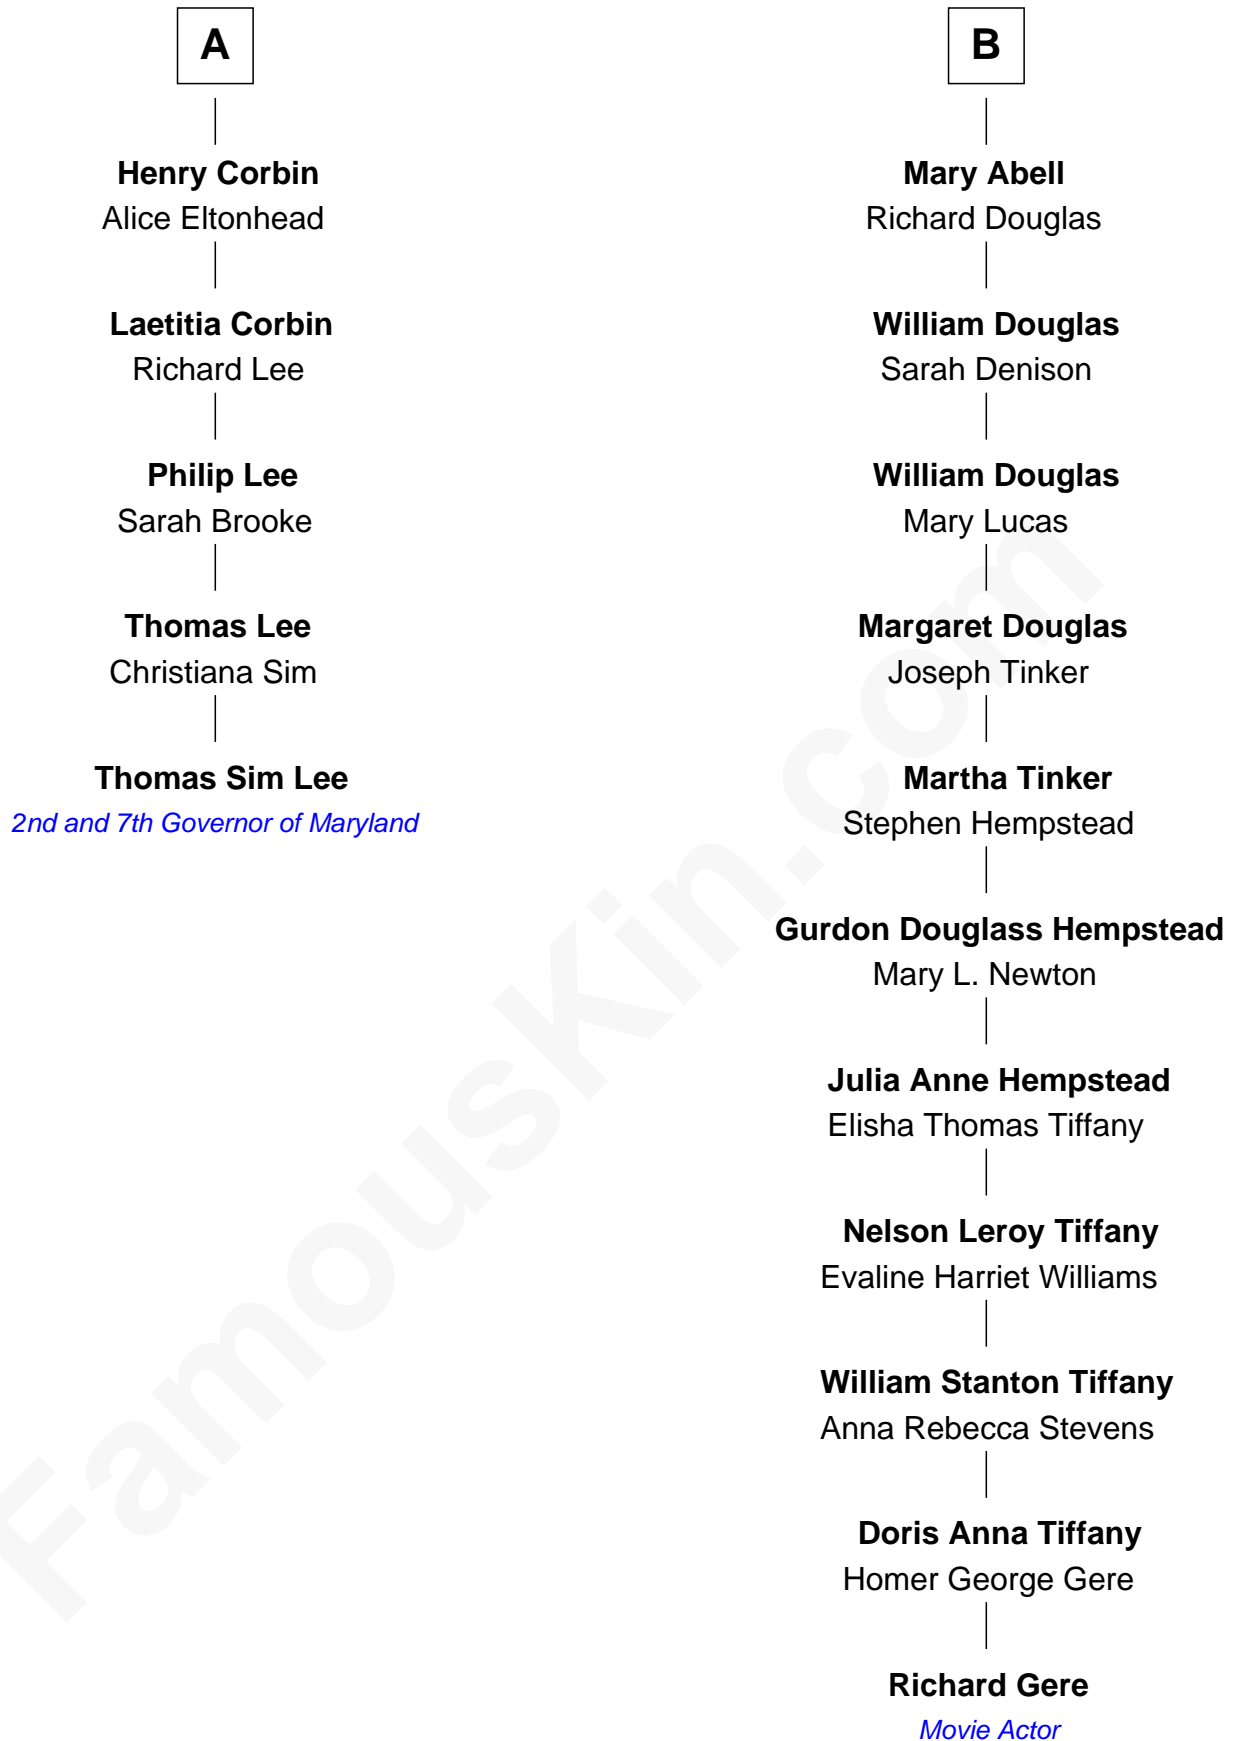 A
Henry Corbin
Alice Eltonhead
Laetitia Corbin
Richard Lee
Philip Lee
Sarah Brooke
Thomas Lee
Christiana Sim
Thomas Sim Lee
2nd and 7th Governor of Maryland
B
Mary Abell
Richard Douglas
William Douglas
Sarah Denison
William Douglas
Mary Lucas
Margaret Douglas
Joseph Tinker
Martha Tinker
Stephen Hempstead
Gurdon Douglass Hempstead
Mary L. Newton
Julia Anne Hempstead
Elisha Thomas Tiffany
Nelson Leroy Tiffany
Evaline Harriet Williams
William Stanton Tiffany
Anna Rebecca Stevens
Doris Anna Tiffany
Homer George Gere
Richard Gere
Movie Actor
FamousKin.com